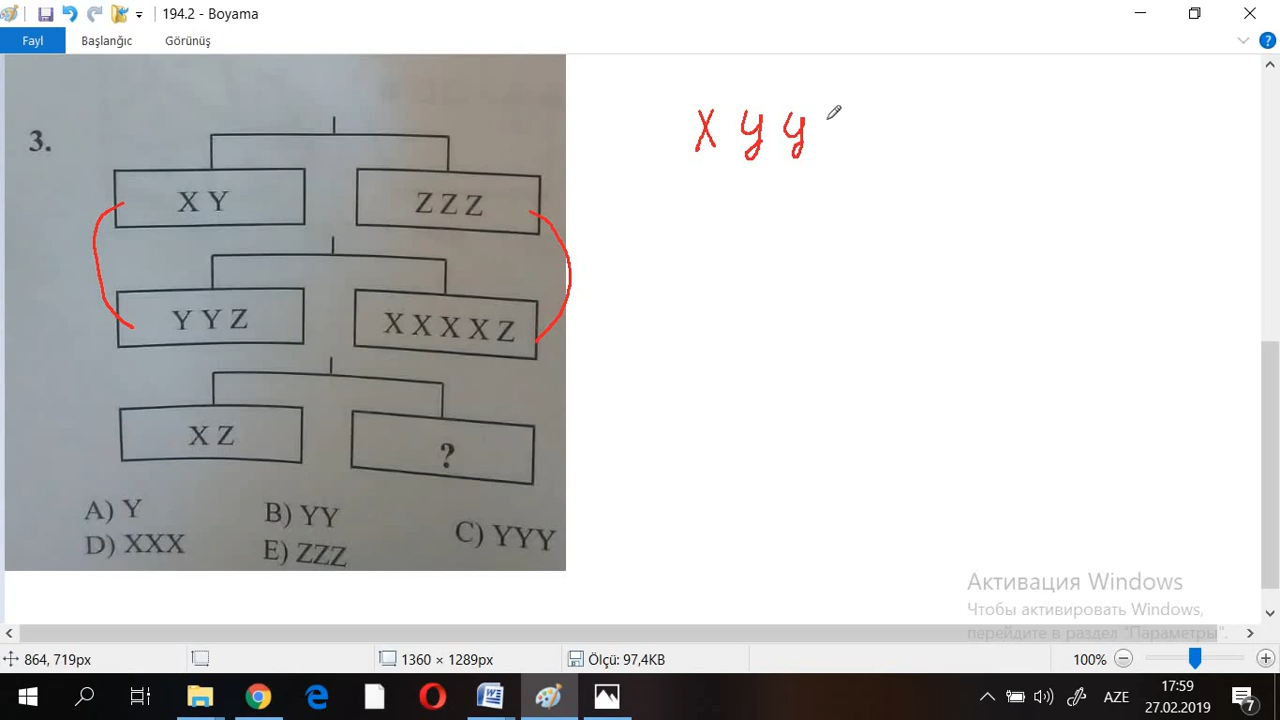 194.2 - Boyama
Fayl Başlanğıc Görünüş
3.
X Y
Z Z Z
Y Y Z
X X X X Z
X Z
?
A) Y B) YY C) YYY
D) XXX E) ZZZ
X y y
Активация Windows
Чтобы активировать Windows,
перейдите в раздел "Параметры".
864, 719px 1360 × 1289px Ölçü: 97,4KB 100%
AZE 17:59
27.02.2019
7